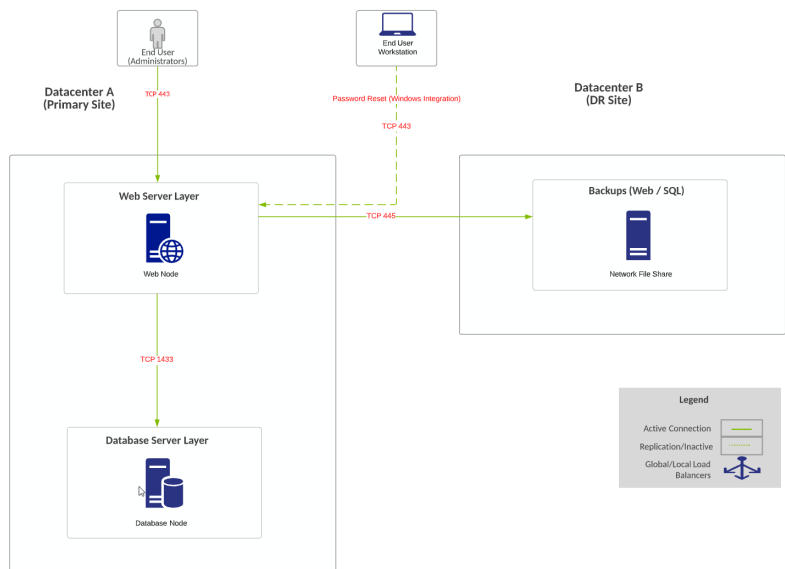 End User
(Administrators)
End User
Workstation
Datacenter A
(Primary Site)
TCP 443
Password Reset (Windows Integration)
TCP 443
Datacenter B
(DR Site)
Web Server Layer
Web Node
TCP 445
Backups (Web / SQL)
Network File Share
TCP 1433
Database Server Layer
Database Node
Legend
Active Connection
Replication/Inactive
Global/Local Load
Balancers